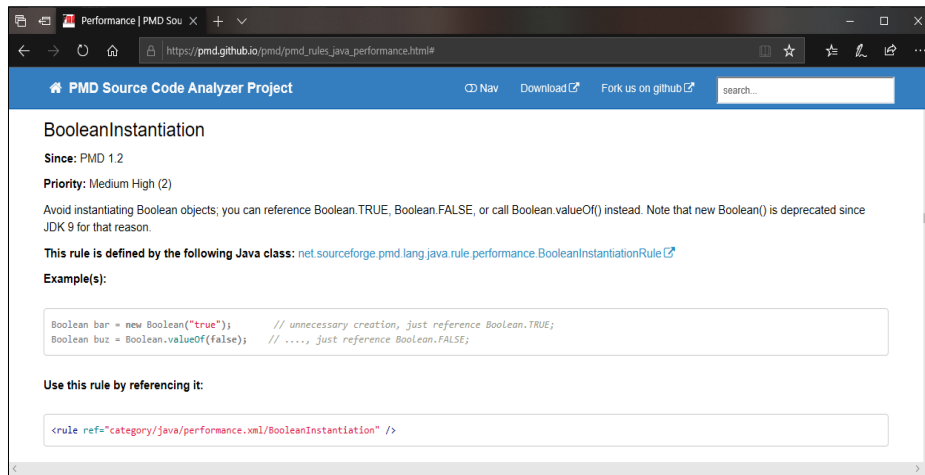 Performance | PMD Sou
https://pmd.github.io/pmd/pmd_rules_java_performance.html#
PMD Source Code Analyzer Project
Nav
Download
Fork us on github
search...
BooleanInstantiation
Since: PMD 1.2
Priority: Medium High (2)
Avoid instantiating Boolean objects; you can reference Boolean.TRUE, Boolean.FALSE, or call Boolean.valueOf() instead. Note that new Boolean() is deprecated since
JDK 9 for that reason.
This rule is defined by the following Java class: net.sourceforge.pmd.lang.java.rule.performance.BooleanInstantiationRule
Example(s):
Boolean bar = new Boolean("true");        // unnecessary creation, just reference Boolean.TRUE;
Boolean buz = Boolean.valueOf(false);    // ...., just reference Boolean.FALSE;
Use this rule by referencing it:
<rule ref="category/java/performance.xml/BooleanInstantiation" />